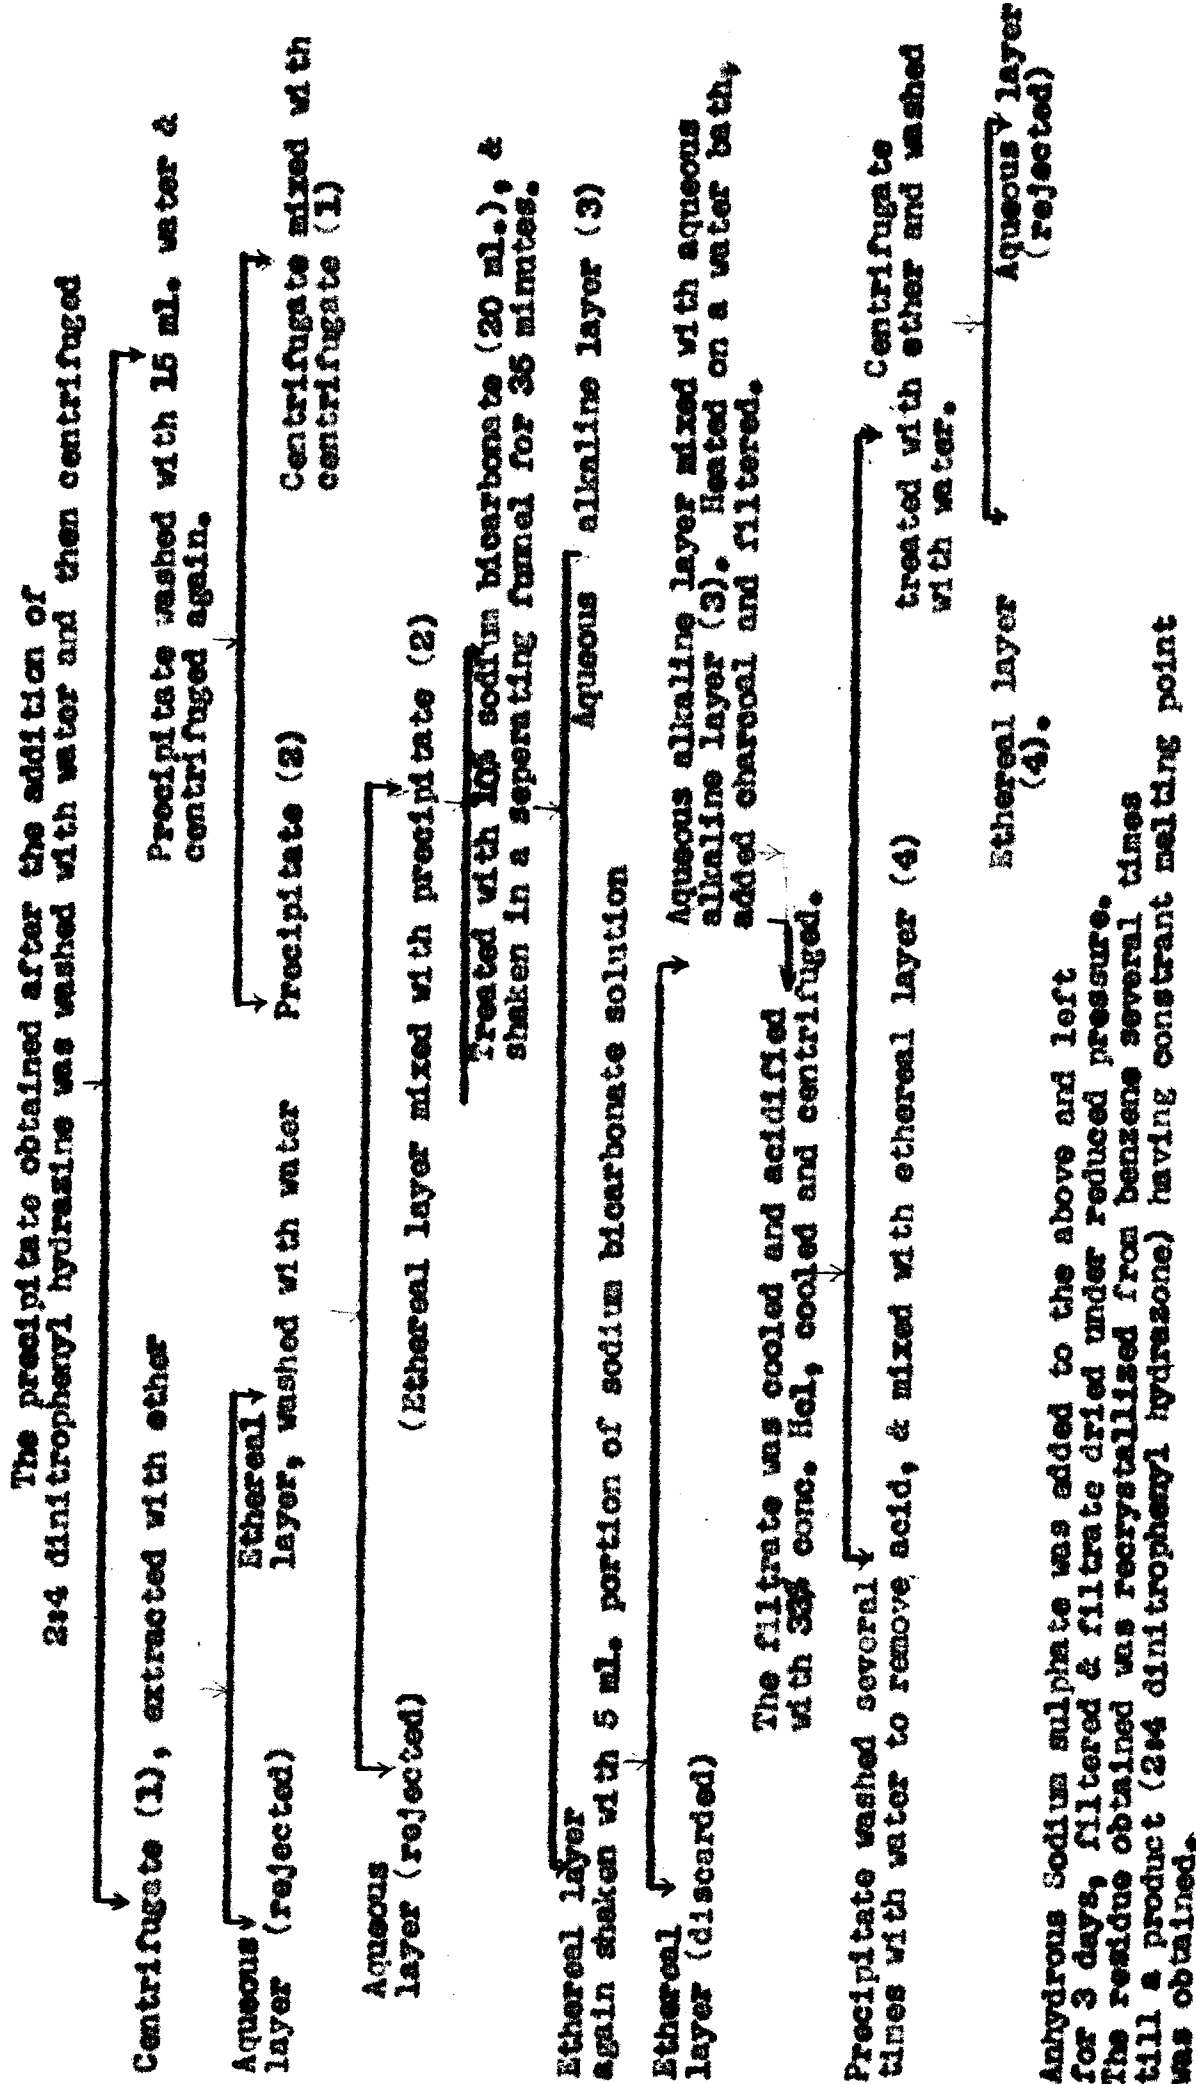 The precipitate obtained after the addition of
2:4 dinitrophenyl hydrazine was washed with water and then centrifuged
Centrifugate (1), extracted with ether
Precipitate washed with 15 ml. water &
centrifuged again.
Aqueous
layer (rejected)
Ethereal
layer, washed with water
Precipitate (2)
Centrifugate mixed with
centrifugate (1)
Aqueous
layer (rejected)
(Ethereal layer mixed with precipitate (2)
Treated with 10% sodium bicarbonate (20 ml.), &
shaken in a seperating funnel for 35 minutes.
Ethereal layer
again shaken with 5 ml. portion of sodium bicarbonate solution
Aqueous alkaline layer (3)
Ethereal
layer (discarded)
Aqueous alkaline layer mixed with aqueous
alkaline layer (3). Heated on a water bath,
added charcoal and filtered.
The filtrate was cooled and acidified
with 33% conc. Hcl, cooled and centrifuged.
Precipitate washed several
times with water to remove acid, & mixed with ethereal layer (4)
Centrifugate
treated with ether and washed
with water.
Ethereal layer
(4).
Aqueous layer
(rejected)
Anhydrous Sodium sulphate was added to the above and left
for 3 days, filtered & filtrate dried under reduced pressure.
The residue obtained was recrystallized from benzene several times
till a product (2:4 dinitrophenyl hydrazone) having constrant melting point
was obtained.